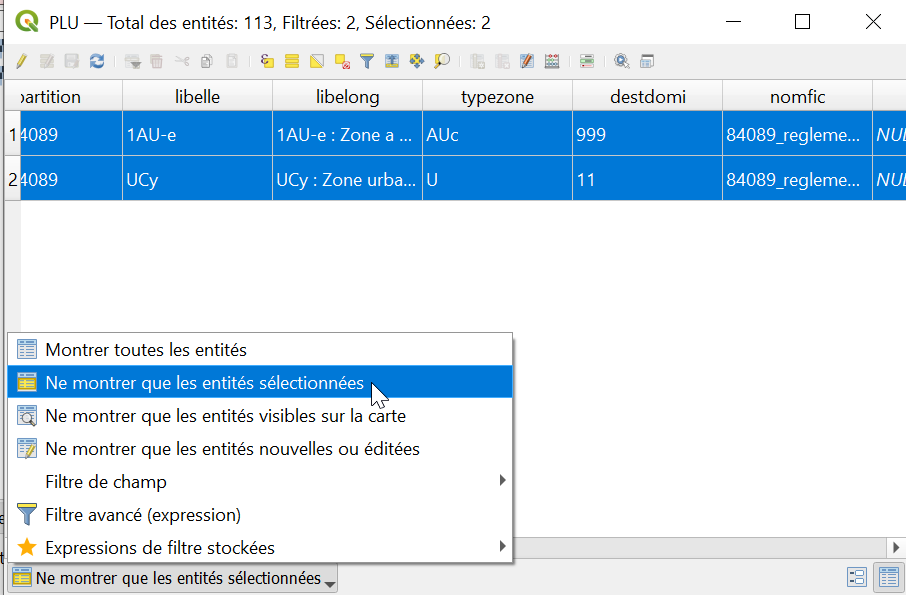 PLU — Total des entités: 113, Filtrées: 2, Sélectionnées: 2
partition libelle libelong typezone destdomi nomfic
1 4089 1AU-e 1AU-e : Zone a ... AUc 999 84089_regleme... NUL
2 4089 UCy UCy : Zone urba... U 11 84089_regleme... NUL
Montrer toutes les entités
Ne montrer que les entités sélectionnées
Ne montrer que les entités visibles sur la carte
Ne montrer que les entités nouvelles ou éditées
Filtre de champ
Filtre avancé (expression)
Expressions de filtre stockées
Ne montrer que les entités sélectionnées